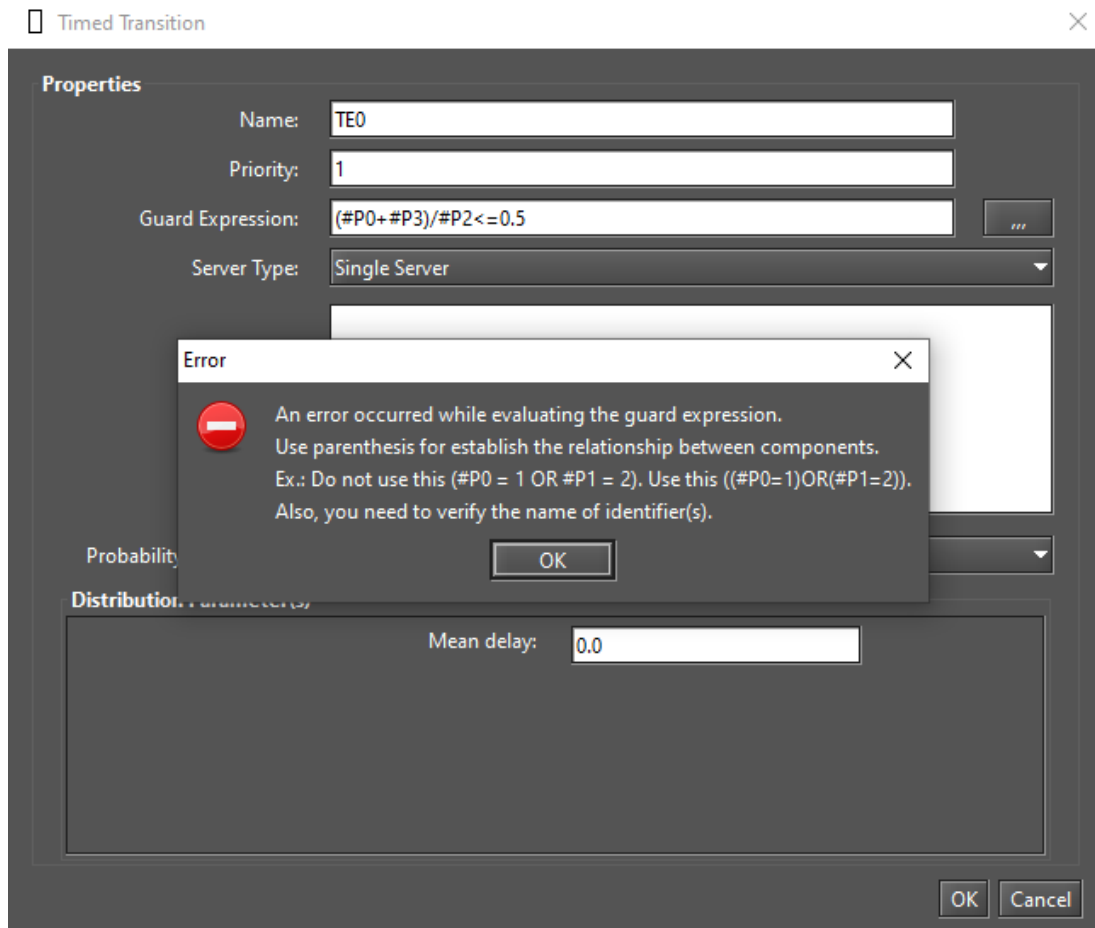 Timed Transition
Properties
Name: TE0
Priority: 1
Guard Expression: (#P0+#P3)/#P2<=0.5 ,,,
Server Type: Single Server
Error
An error occurred while evaluating the guard expression.
Use parenthesis for establish the relationship between components.
Ex.: Do not use this (#P0 = 1 OR #P1 = 2). Use this ((#P0=1)OR(#P1=2)).
Also, you need to verify the name of identifier(s).
OK
Probability
Distribution Parameter(s)
Mean delay: 0.0
OK Cancel